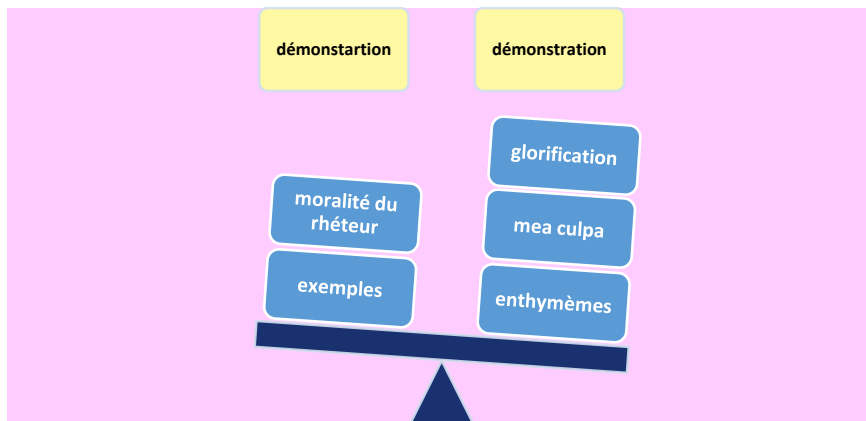 démonstartion
démonstration
glorification
moralité du
rhéteur
mea culpa
exemples
enthymèmes